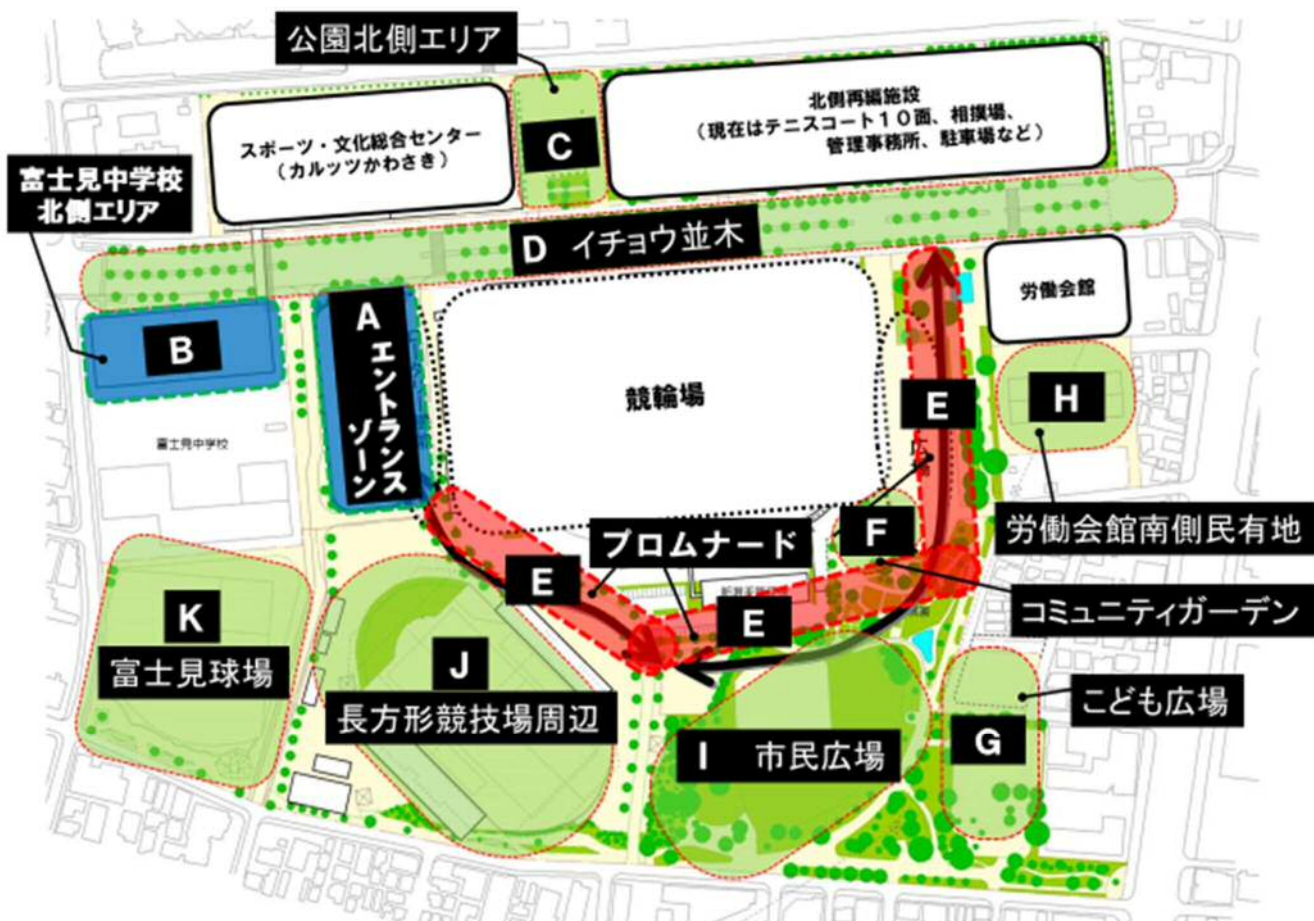 公園北側エリア
スポーツ・文化総合センター
（カルッツかわさき）
C
北側再編施設
（現在はテニスコート１０面、相撲場、
管理事務所、駐車場など）
富士見中学校
北側エリア
D イチョウ並木
労働会館
B
A エントランス
ゾーン
競輪場
E
H
富士見中学校
労働会館南側民有地
プロムナード
F
E
E
コミュニティガーデン
K
富士見球場
J
長方形競技場周辺
I 市民広場
G
こども広場